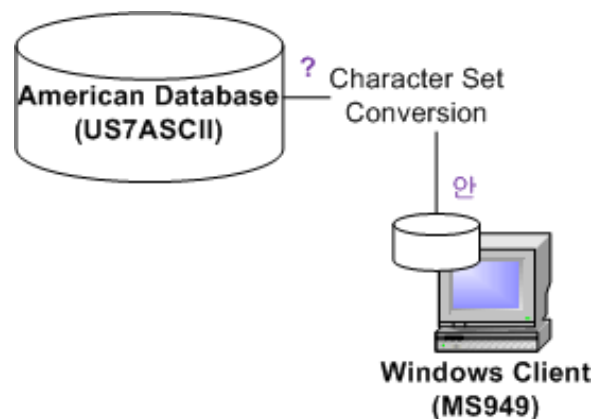 American Database
(US7ASCII)
?
Character Set
Conversion
안
Windows Client
(MS949)